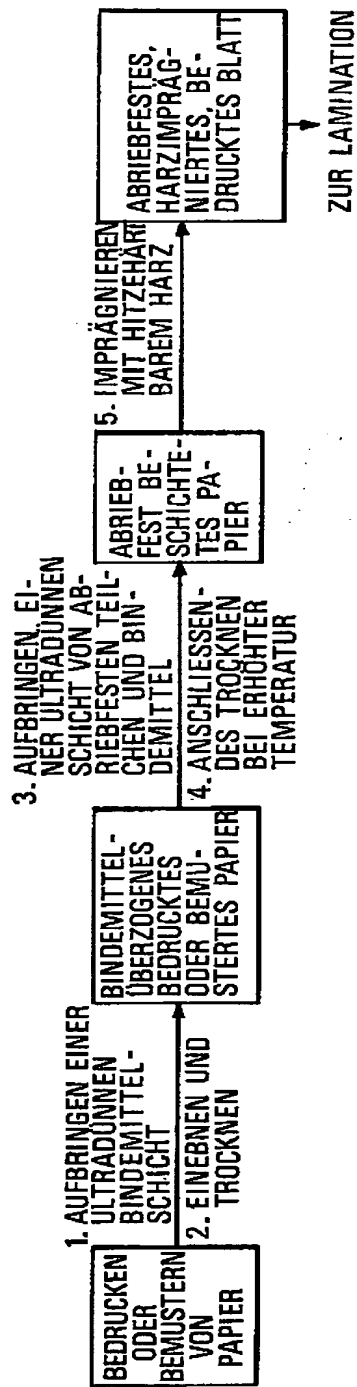 BEDRUCKEN
ODER
BEMUSTERN
VON
PAPIER
1. AUFBRINGEN EINER
ULTRADÜNNEN
BINDEMITTEL-
SCHICHT
2. EINEBNEN UND
TROCKNEN
BINDEMITTEL-
ÜBERZOGENES
BEDRUCKTES
ODER BEMU-
STERTES PAPIER
3. AUFBRINGEN EI-
NER ULTRADÜNNEN
SCHICHT VON AB-
RIEBFESTEN TEIL-
CHEN UND BIN-
DEMITTEL
4. ANSCHLIESSEN-
DES TROCKNEN
BEI ERHÖHTER
TEMPERATUR
ABRIEB-
FEST BE-
SCHICHTE-
TES PA-
PIER
5. IMPRÄGNIEREN
MIT HITZEHÄRT
BAREM HARZ
ABRIEBFESTES,
HARZIMPRÄG-
NIERTES, BE-
DRUCKTES BLATT
ZUR LAMINATION